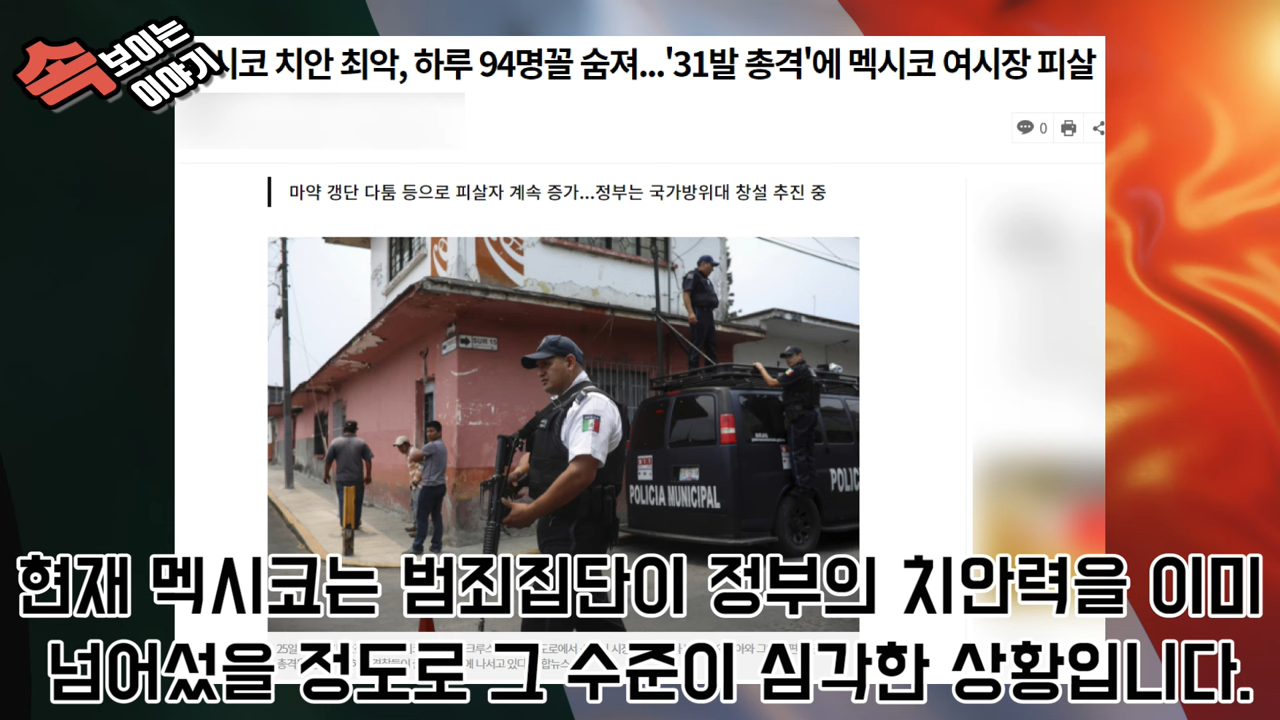 속
보이는
이야기
시코 치안 최악, 하루 94명꼴 숨져...'31발 총격'에 멕시코 여시장 피살
0
마약 갱단 다툼 등으로 피살자 계속 증가...정부는 국가방위대 창설 추진 중
SUR 10
POLICIA MUNICIPAL
POLIC
현재 멕시코는 범죄집단이 정부의 치안력을 이미
25일
넘어섰을 정도로 그 수준이 심각한 상황입니다.